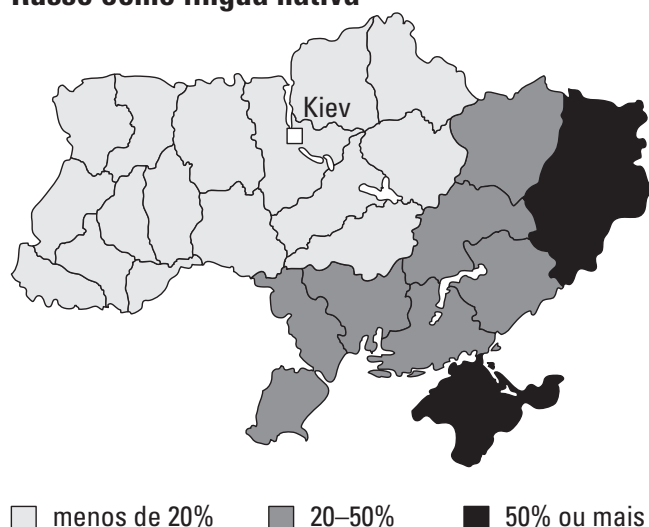 Russo como língua nativa
Kiev
menos de 20%
20–50%
50% ou mais